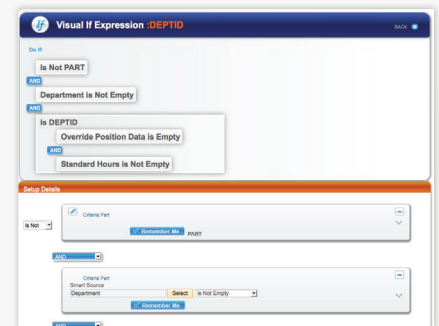 If Visual If Expression :DEPTID BACK
Do If:
Is Not PART
AND
Department is Not Empty
AND
Is DEPTID
Override Position Data is Empty
AND
Standard Hours is Not Empty
Setup Details
Criteria Part
Is Not
Remember Me PART
AND
Criteria Part
Smart Source
Department Select is Not Empty
Remember Me
AND